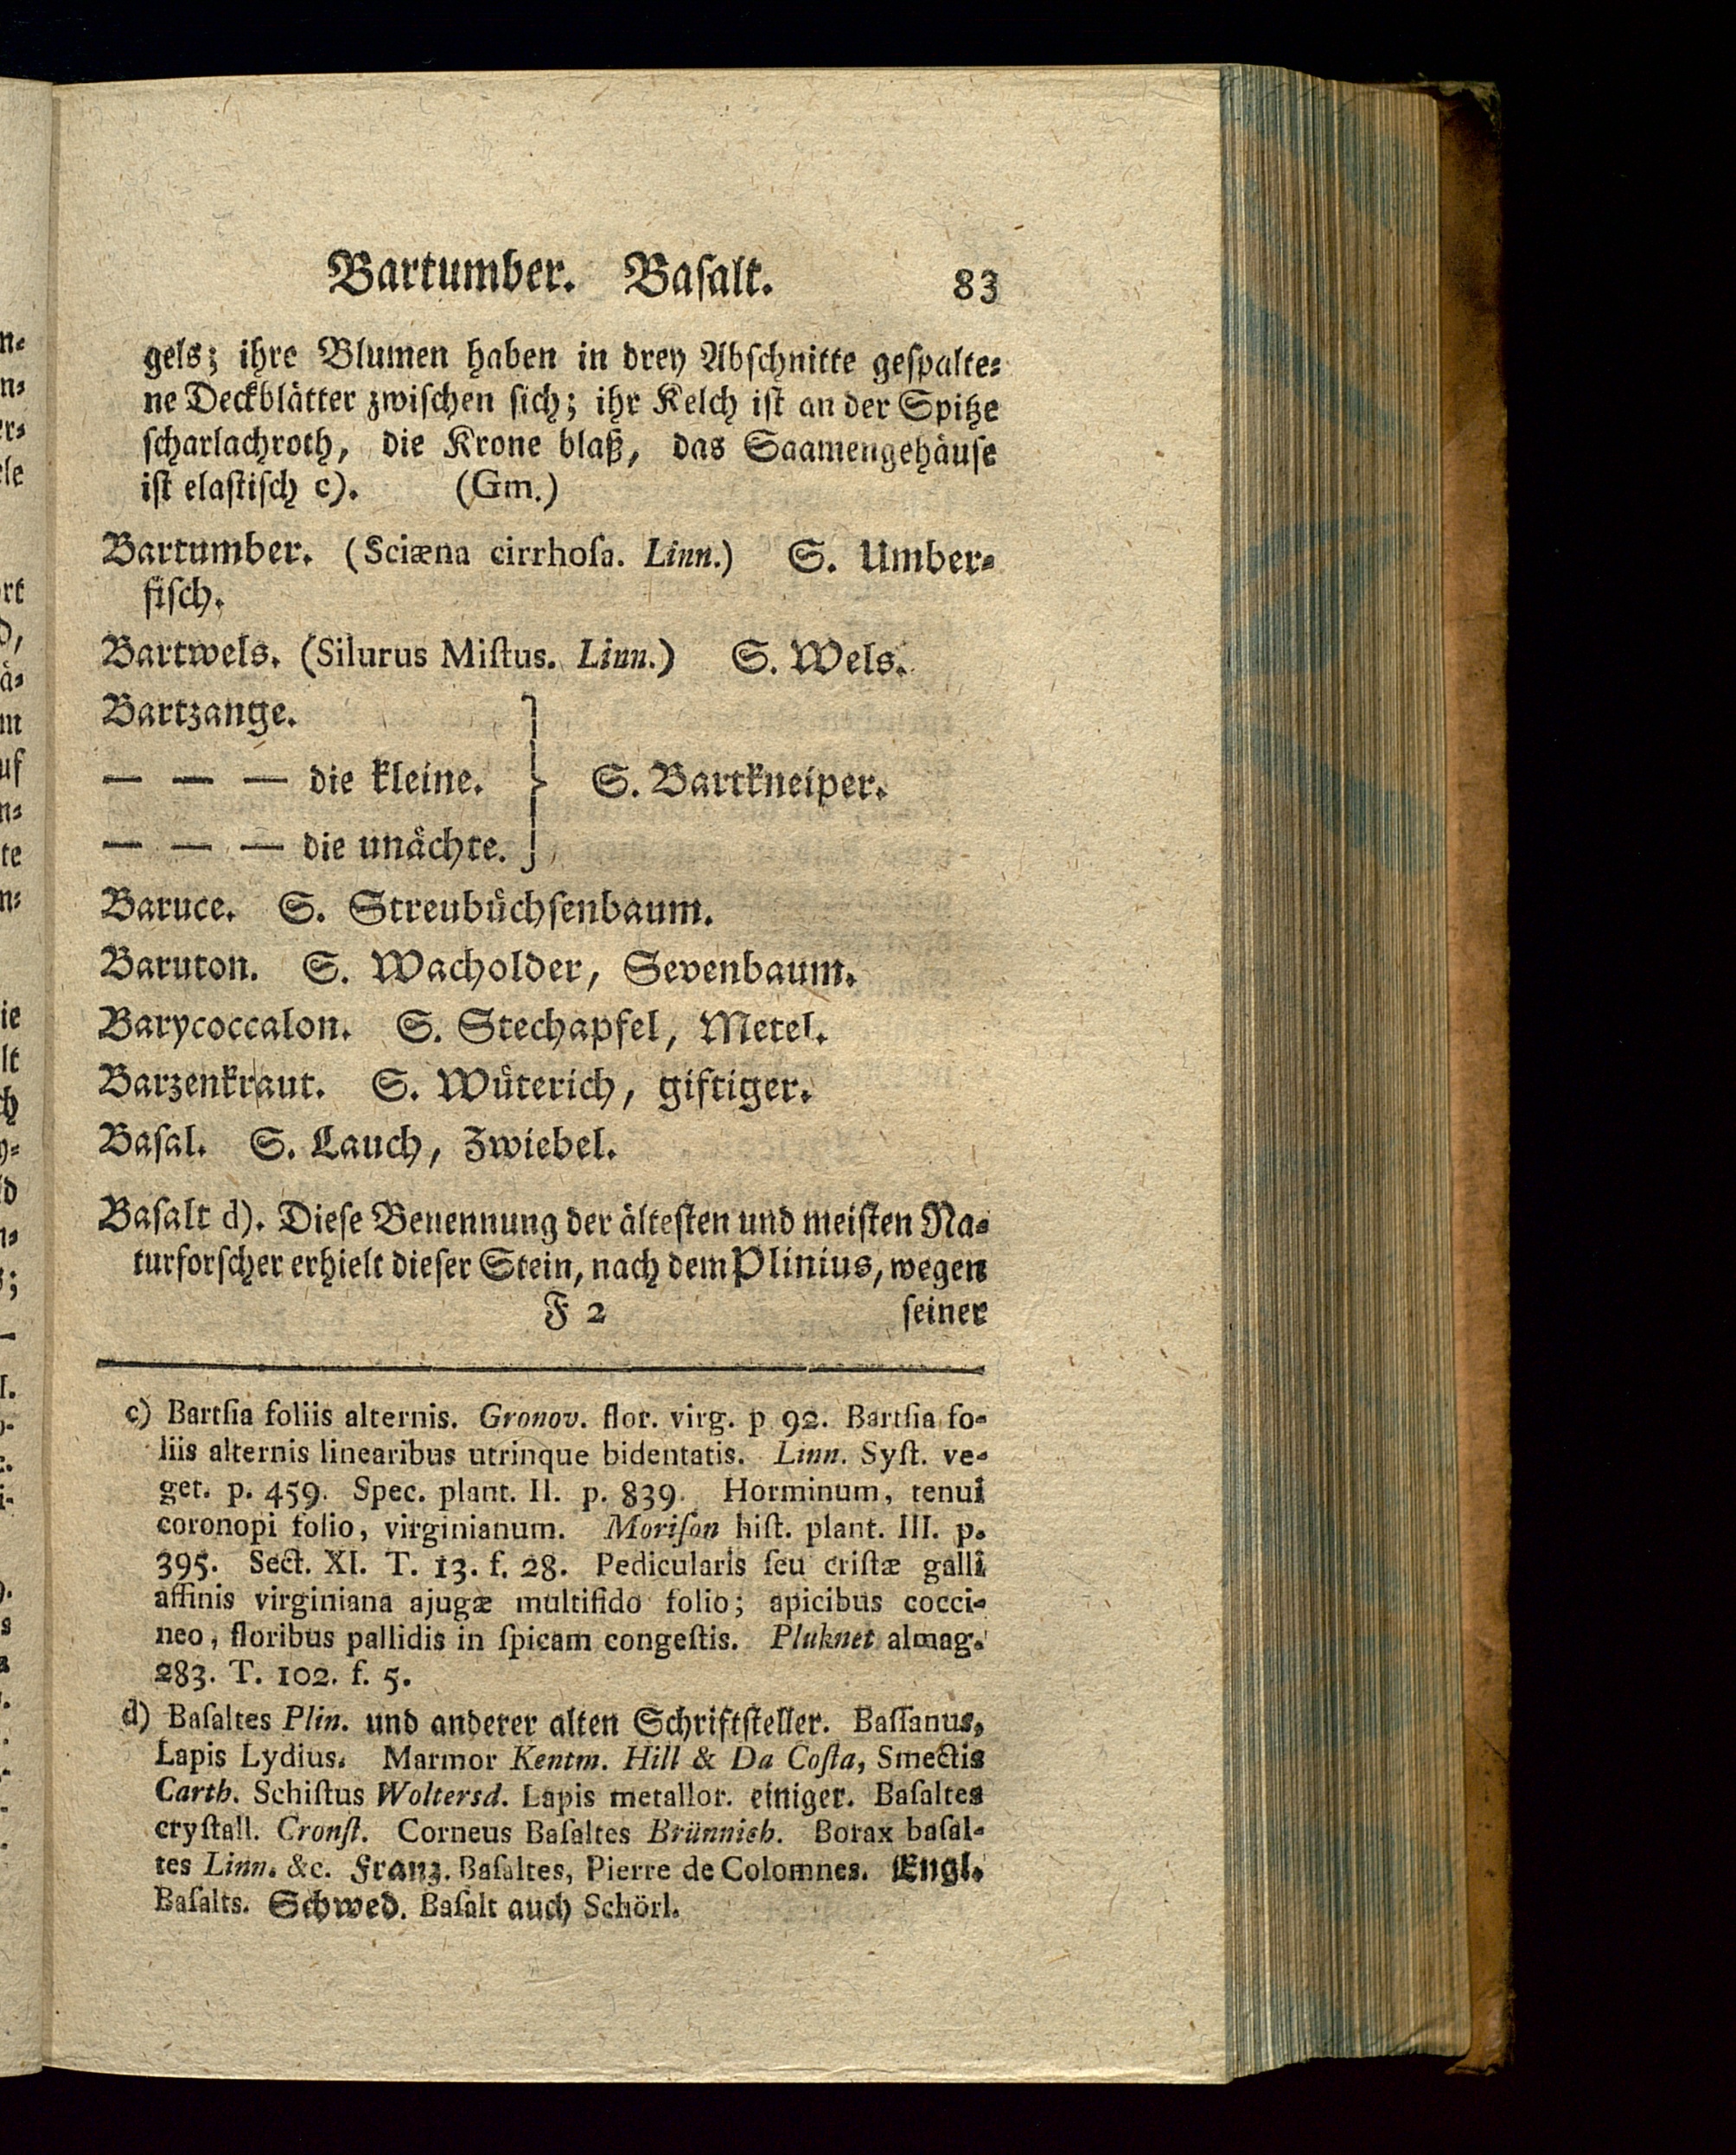 Bartumber. Baſalt. 83
gels; ihre Blumen haben in drey Abſchnitte geſpalte-
ne Deckblätter zwiſchen ſich; ihr Kelch iſt an der Spitze
ſcharlachroth, die Krone blaß, das Saamengehäuſe
iſt elaſtiſch c). (Gm.)
Bartumber. (Sciæna cirrhoſa. Linn.) S. Umber-
fiſch.
Bartwels. (Silurus Miſtus. Linn.) S. Wels.
Bartzange.
— — — die kleine. } S. Bartkneiper.
— — — die unächte.
Baruce. S. Streubüchſenbaum.
Baruton. S. Wacholder, Sevenbaum.
Barycoccalon. S. Stechapfel, Metel.
Barzenkraut. S. Wüterich, giftiger.
Baſal. S. Lauch, Zwiebel.
Baſalt d). Dieſe Benennung der älteſten und meiſten Na-
turforſcher erhielt dieſer Stein, nach dem Plinius, wegen
F 2 ſeiner
c) Bartſia foliis alternis. Gronov. flor. virg. p 92. Bartſia fo-
liis alternis linearibus utrinque bidentatis. Linn. Syſt. ve-
get. p. 459. Spec. plant. II. p. 839. Horminum, tenui
coronopi folio, virginianum. Moriſon hiſt. plant. III. p.
395. Sect. XI. T. 13. f. 28. Pedicularis ſeu criſtæ galli
affinis virginiana ajugæ multifido folio; apicibus cocci-
neo, floribus pallidis in ſpicam congeſtis. Pluknet almag.
283. T. 102. f. 5.
d) Baſaltes Plin. und anderer alten Schriftſteller. Baſſanus,
Lapis Lydius. Marmor Kentm. Hill & Da Coſta, Smectis
Carth. Schiſtus Woltersd. Lapis metallor. einiger. Baſaltes
cryſtall. Cronſt. Corneus Baſaltes Brünnich. Borax baſal-
tes Linn. &c. Franz. Baſaltes, Pierre de Colomnes. Engl.
Baſalts. Schwed. Baſalt auch Schörl.